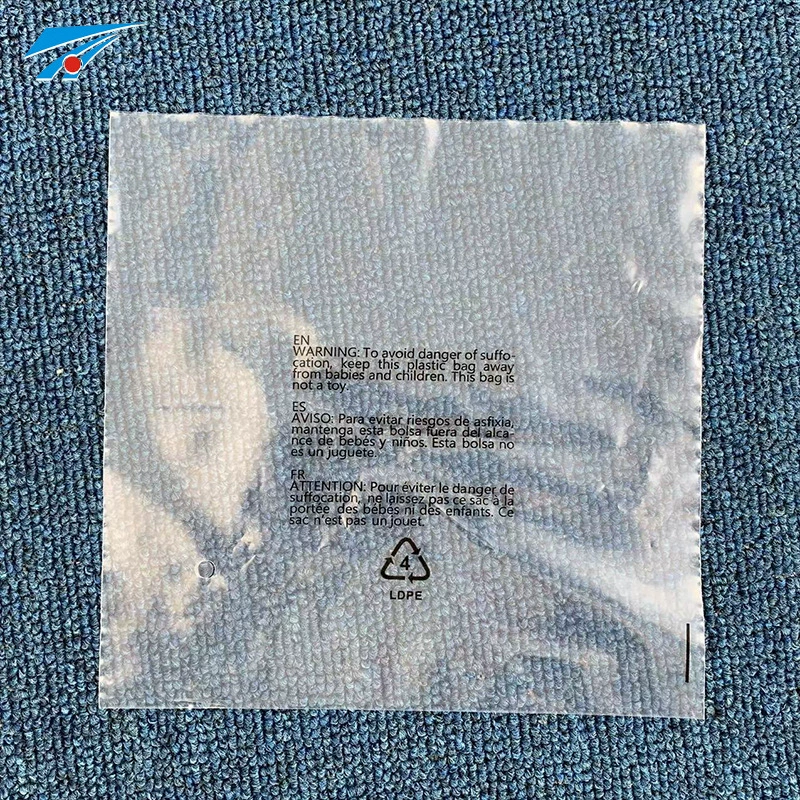 EN
WARNING: To avoid danger of suffo-
cation, keep this plastic bag away
from babies and children. This bag is
not a toy.
ES
AVISO: Para evitar riesgos de asfixia,
mantenga esta bolsa fuera del alca-
nce de bebés y niños. Esta bolsa no
es un juguete.
FR
ATTENTION: Pour éviter le danger de
suffocation, ne laissez pas ce sac à la
portée des bébés ni des enfants. Ce
sac n'est pas un jouet.
4
LDPE